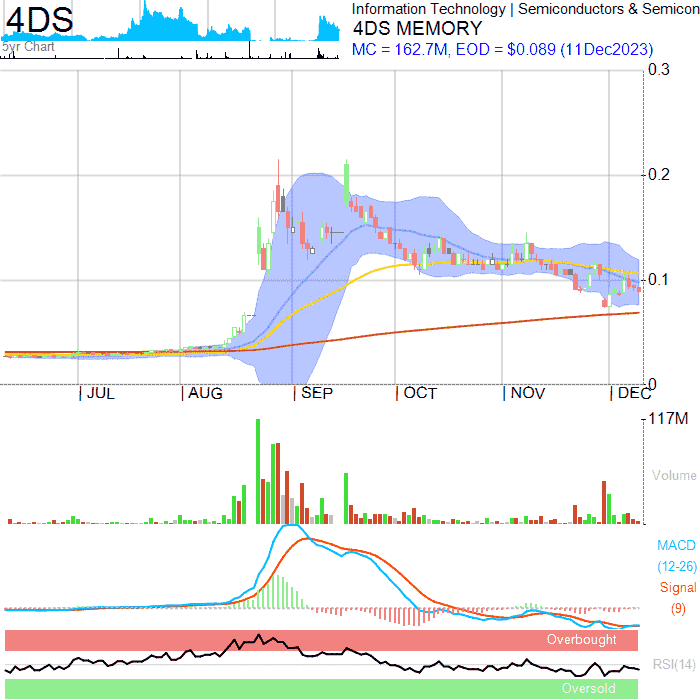 4DS
5yr Chart
Information Technology | Semiconductors & Semicon
4DS MEMORY
MC = 162.7M, EOD = $0.089 (11Dec2023)
0.3
0.2
0.1
0
| JUL | AUG | SEP | OCT | NOV | DEC
117M
Volume
MACD
(12-26)
Signal
(9)
Overbought
RSI(14)
Oversold